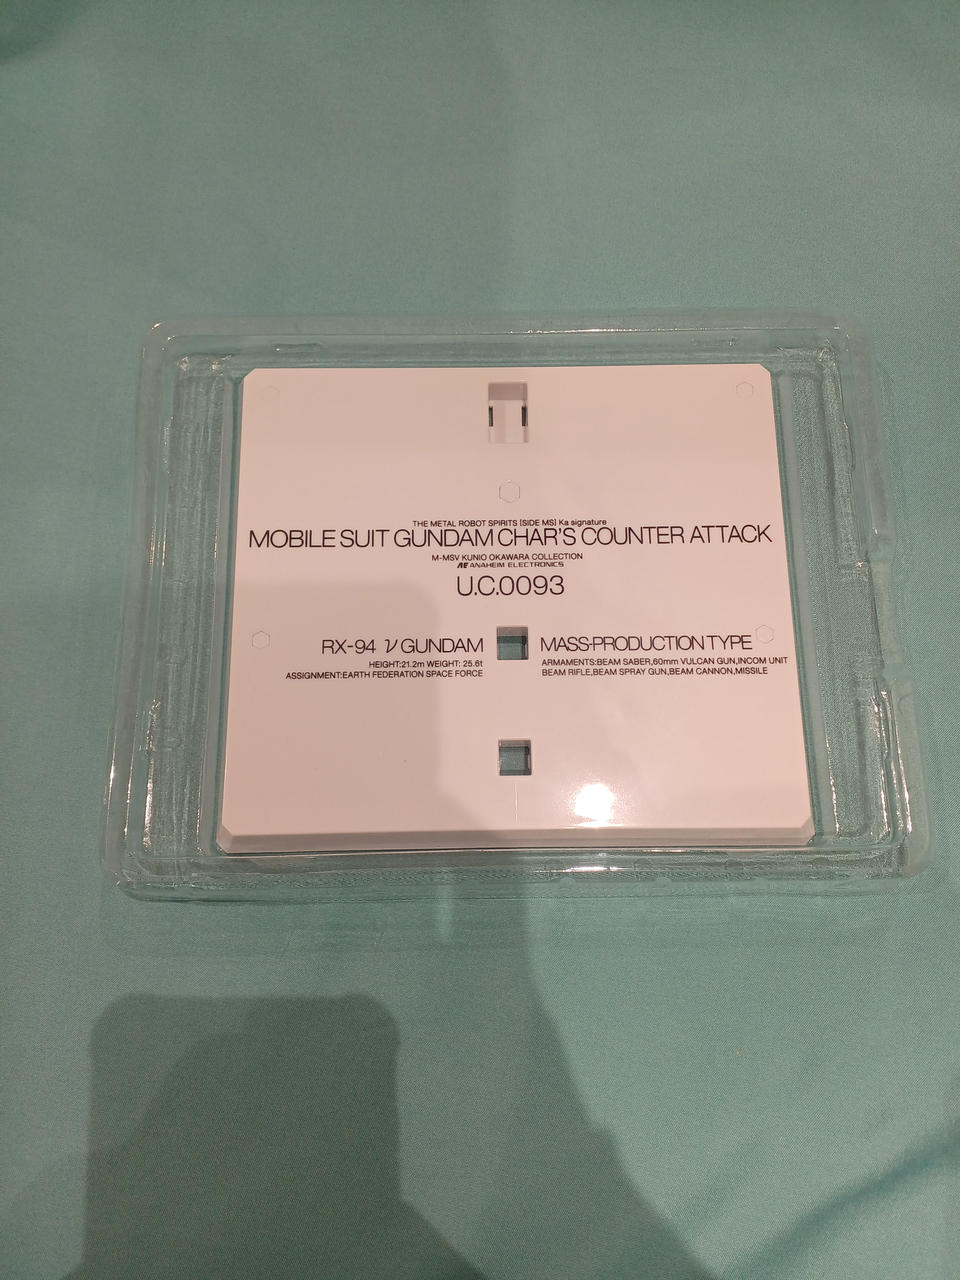 THE METAL ROBOT SPIRITS [SIDE MS] Ka signature
MOBILE SUIT GUNDAM CHAR'S COUNTER ATTACK
M-MSV KUNIO OKAWARA COLLECTION
AE ANAHEIM ELECTRONICS
U.C.0093
RX-94 ν GUNDAM
HEIGHT:21.2m WEIGHT: 25.6t
ASSIGNMENT:EARTH FEDERATION SPACE FORCE
MASS-PRODUCTION TYPE
ARMAMENTS:BEAM SABER,60mm VULCAN GUN,INCOM UNIT
BEAM RIFLE,BEAM SPRAY GUN,BEAM CANNON,MISSILE